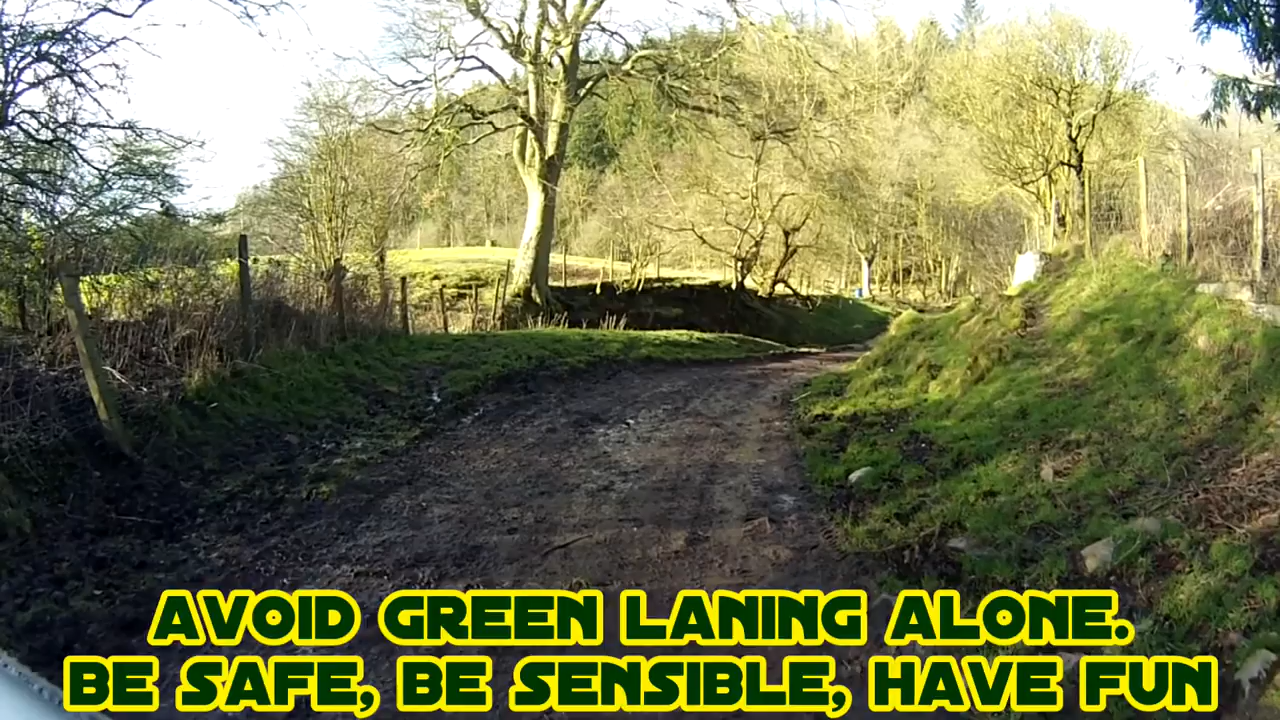 AVOID GREEN LANING ALONE.
BE SAFE, BE SENSIBLE, HAVE FUN